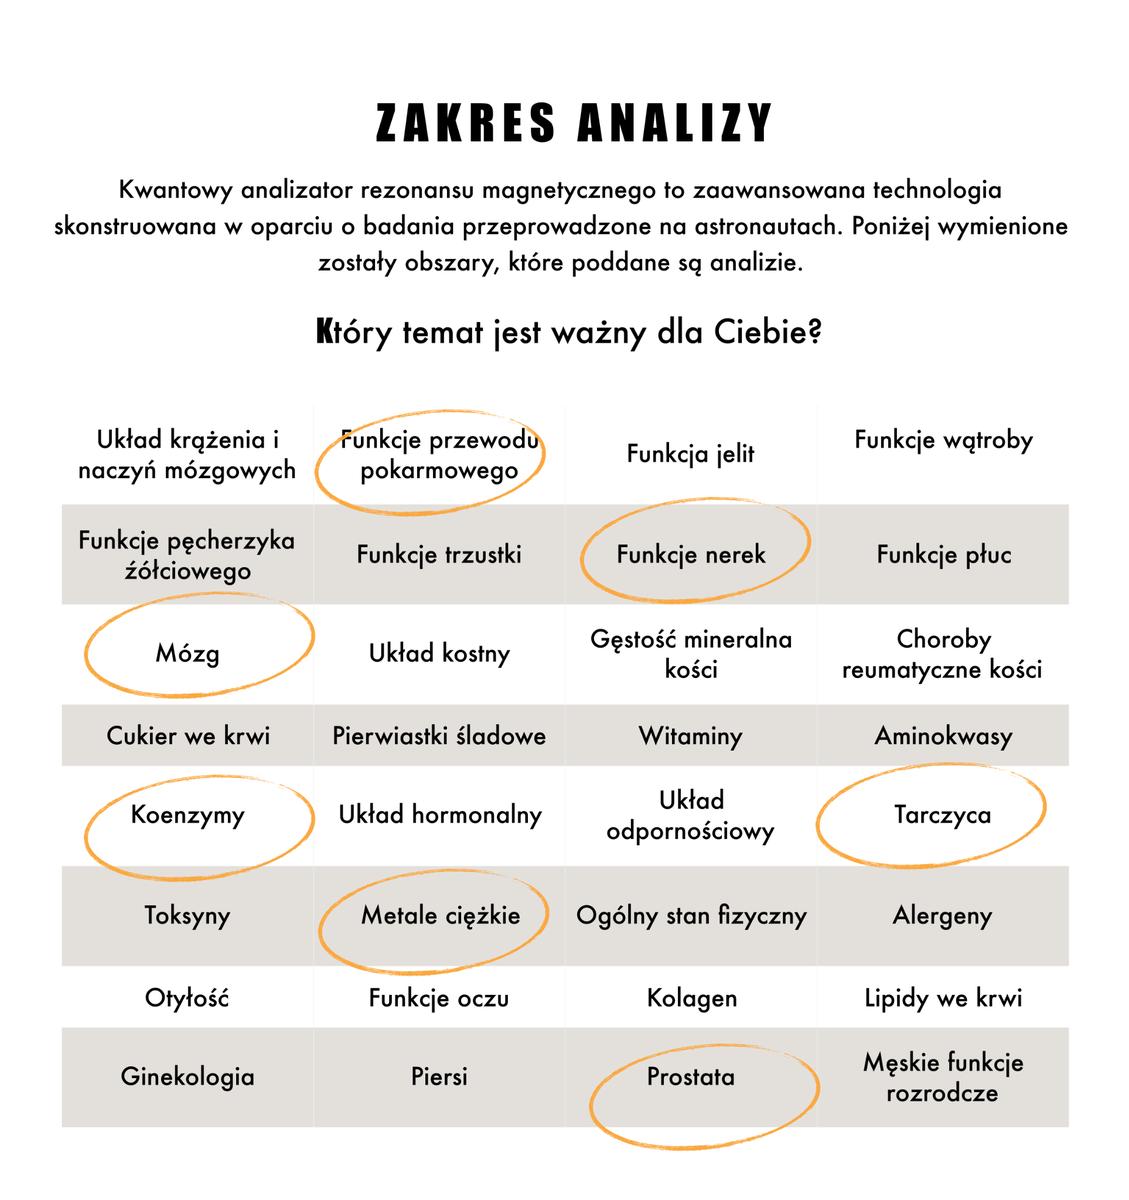 ZAKRES ANALIZY
Kwantowy analizator rezonansu magnetycznego to zaawansowana technologia
skonstruowana w oparciu o badania przeprowadzone na astronautach. Poniżej wymienione
zostały obszary, które poddane są analizie.
Który temat jest ważny dla Ciebie?
Układ krążenia i
naczyń mózgowych
Funkcje przewodu
pokarmowego
Funkcja jelit
Funkcje wątroby
Funkcje pęcherzyka
źółciowego
Funkcje trzustki
Funkcje nerek
Funkcje płuc
Mózg
Układ kostny
Gęstość mineralna
kości
Choroby
reumatyczne kości
Cukier we krwi
Pierwiastki śladowe
Witaminy
Aminokwasy
Koenzymy
Układ hormonalny
Układ
odpornościowy
Tarczyca
Toksyny
Metale ciężkie
Ogólny stan fizyczny
Alergeny
Otyłość
Funkcje oczu
Kolagen
Lipidy we krwi
Ginekologia
Piersi
Prostata
Męskie funkcje
rozrodcze